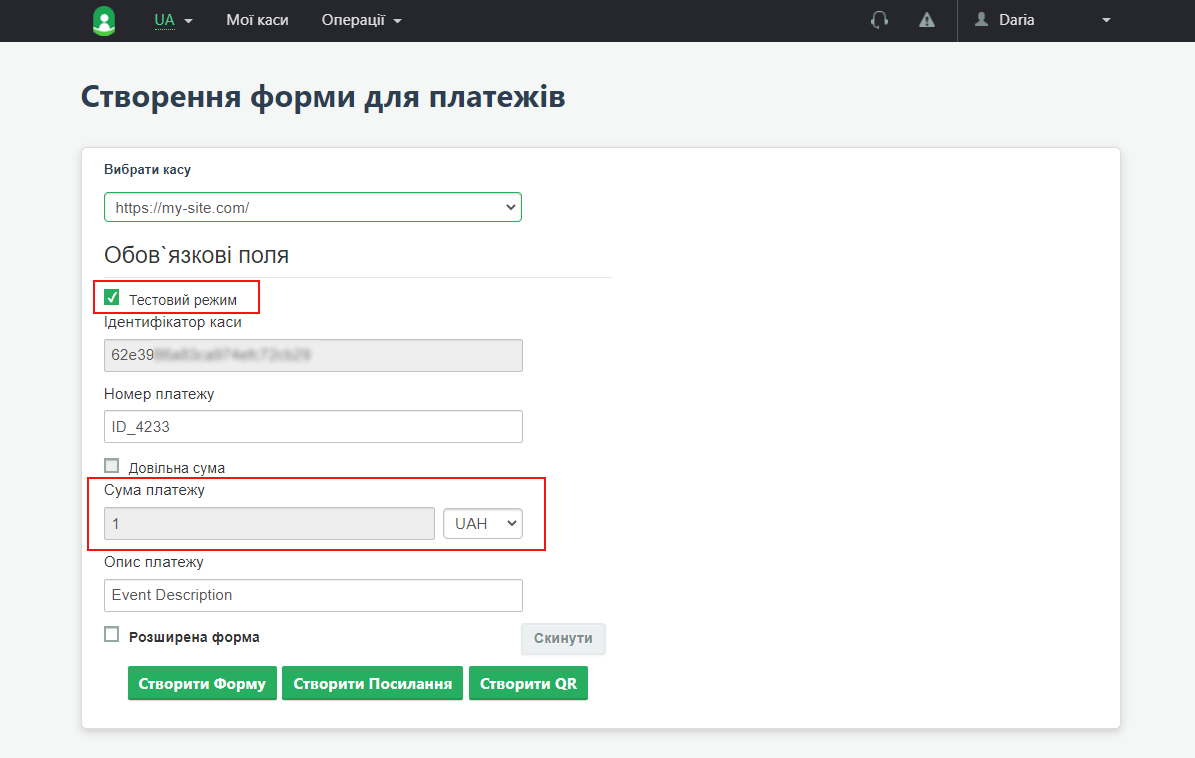 UA Мої каси Операції Daria
Створення форми для платежів
Вибрати касу
https://my-site.com/
Обов`язкові поля
Тестовий режим
Ідентифікатор каси
62e39
Номер платежу
ID_4233
Довільна сума
Сума платежу
1 UAH
Опис платежу
Event Description
Розширена форма Скинути
Створити Форму Створити Посилання Створити QR